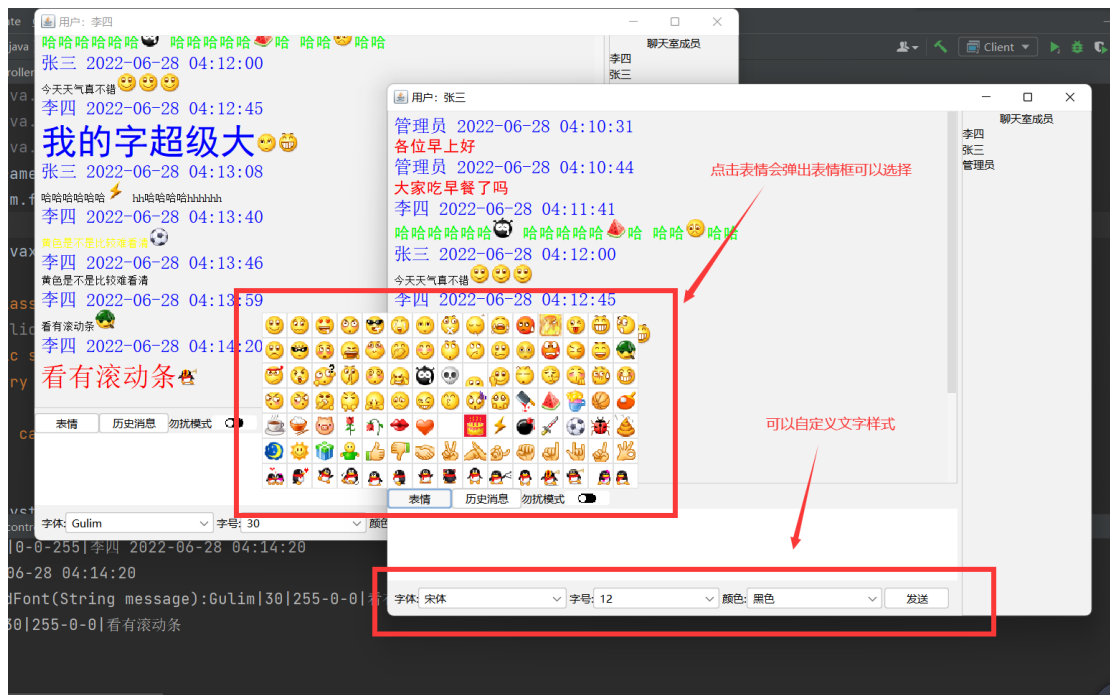 用户：李四
哈哈哈哈哈哈 哈哈哈哈哈哈 哈 哈哈 哈哈
张三 2022-06-28 04:12:00
今天天气真不错
李四 2022-06-28 04:12:45
我的字超级大
张三 2022-06-28 04:13:08
哈哈哈哈哈哈 hh哈哈哈哈hhhhhh
李四 2022-06-28 04:13:40
黄色是不是比较难看清
李四 2022-06-28 04:13:46
黄色是不是比较难看清
李四 2022-06-28 04:13:59
看有滚动条
李四 2022-06-28 04:14:20
看有滚动条
表情 历史消息 勿扰模式
字体: Gulim 字号: 30 颜色
聊天室成员
李四
张三
Client
用户：张三
管理员 2022-06-28 04:10:31
各位早上好
管理员 2022-06-28 04:10:44
大家吃早餐了吗
李四 2022-06-28 04:11:41
哈哈哈哈哈哈 哈哈哈哈哈 哈 哈哈 哈哈
张三 2022-06-28 04:12:00
今天天气真不错
李四 2022-06-28 04:12:45
表情 历史消息 勿扰模式
字体: 宋体 字号: 12 颜色: 黑色 发送
聊天室成员
李四
张三
管理员
点击表情会弹出表情框可以选择
可以自定义文字样式
|0-0-255|李四 2022-06-28 04:14:20
06-28 04:14:20
dFont(String message):Gulim|30|255-0-0|看有
30|255-0-0|看有滚动条